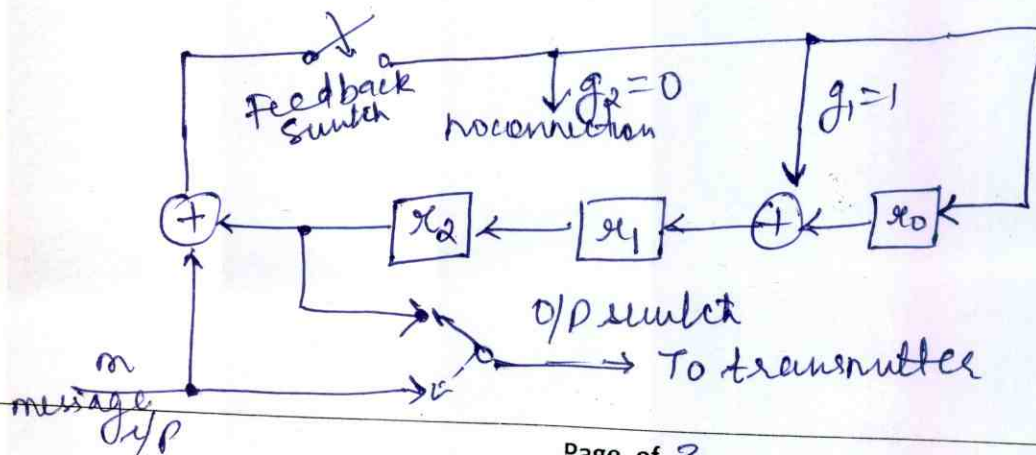 Feedback
Switch
g2=0
noconnection
g1=1
+
r2
r1
+
r0
O/P switch
To transmitter
m
message
i/p
Page of 2